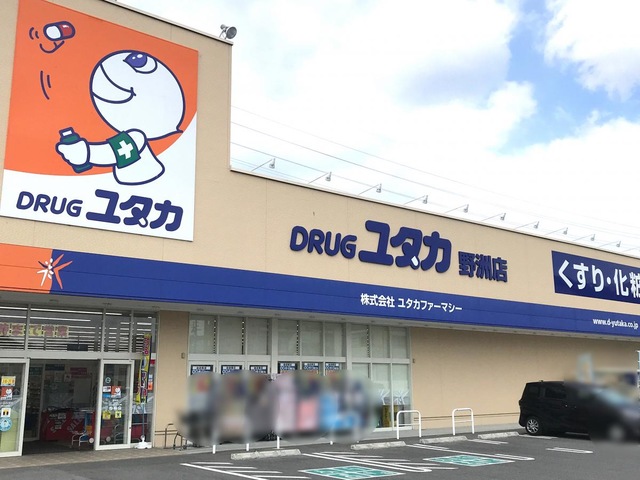 DRUG ユタカ
DRUG ユタカ 野洲店
くすり・化粧
株式会社 ユタカファーマシー
www.d-yutaka.co.jp